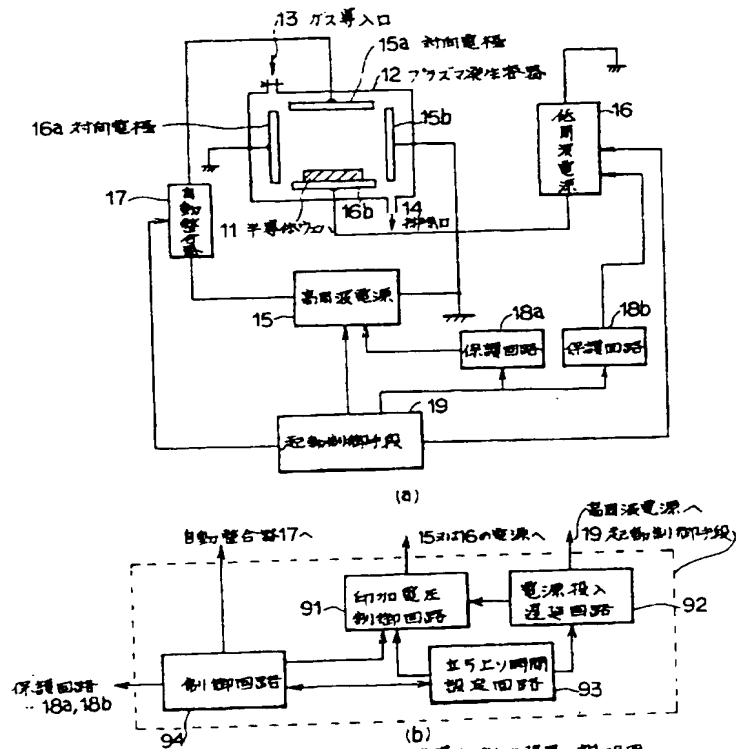 13 ガス導入口
15a 対向電極
12 プラズマ発生容器
16a 対向電極
15b
16
低周波電源
17
自動整合器
11 半導体ウェハ
16b
14
排気口
高周波電源
15
18a
保護回路
18b
保護回路
19
起動制御手段
(a)
高周波電源へ
自動整合器17へ
15又は16の電源へ
19 起動制御手段
91
印加電圧
制御回路
電源投入
遅延回路
92
制御回路
立ち上り時間
設定回路
93
保護回路
18a,18b
94
(b)